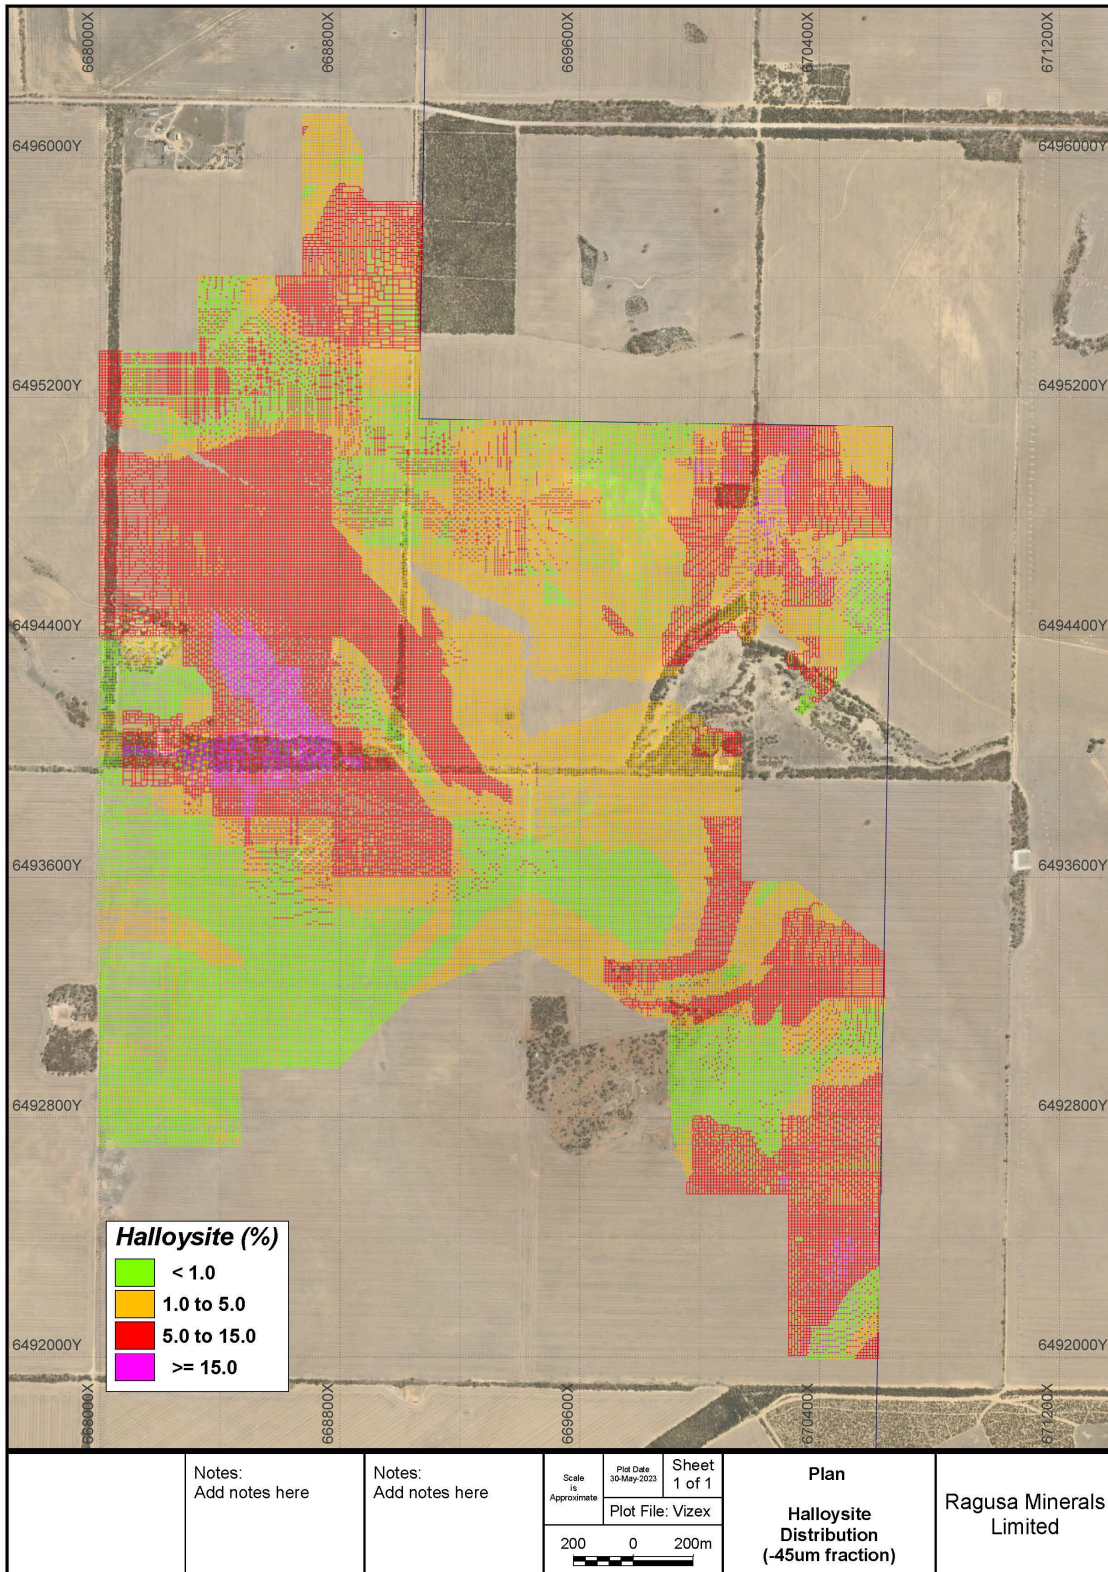 668000X
668800X
669600X
670400X
671200X
6496000Y
6496000Y
6495200Y
6495200Y
6494400Y
6494400Y
6493600Y
6493600Y
6492800Y
6492800Y
Halloysite (%)
< 1.0
1.0 to 5.0
5.0 to 15.0
>= 15.0
6492000Y
6492000Y
668000X
668800X
669600X
670400X
671200X
Notes:
Add notes here
Notes:
Add notes here
Scale
is
Approximate
Plot Date
30-May-2023
Sheet
1 of 1
Plot File: Vizex
200 0 200m
Plan
Halloysite
Distribution
(-45um fraction)
Ragusa Minerals
Limited